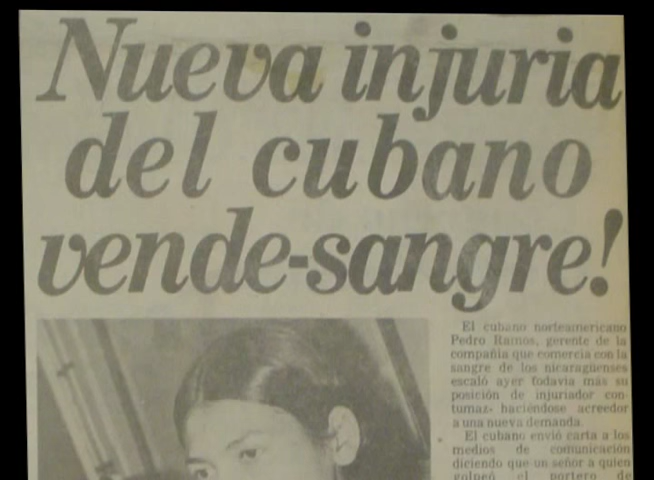 Nueva injuria
del cubano
vende-sangre!
El cubano norteamericano
Pedro Ramos, gerente de la
compañia que comercia con la
sangre de los nicaragüenses
escaló ayer todavia más su
posición de injuriador con-
tumaz, haciéndose acreedor
a una nueva demanda.
El cubano envió carta a los
medios de comunicación
diciendo que un señor a quien
golpeó el portero de